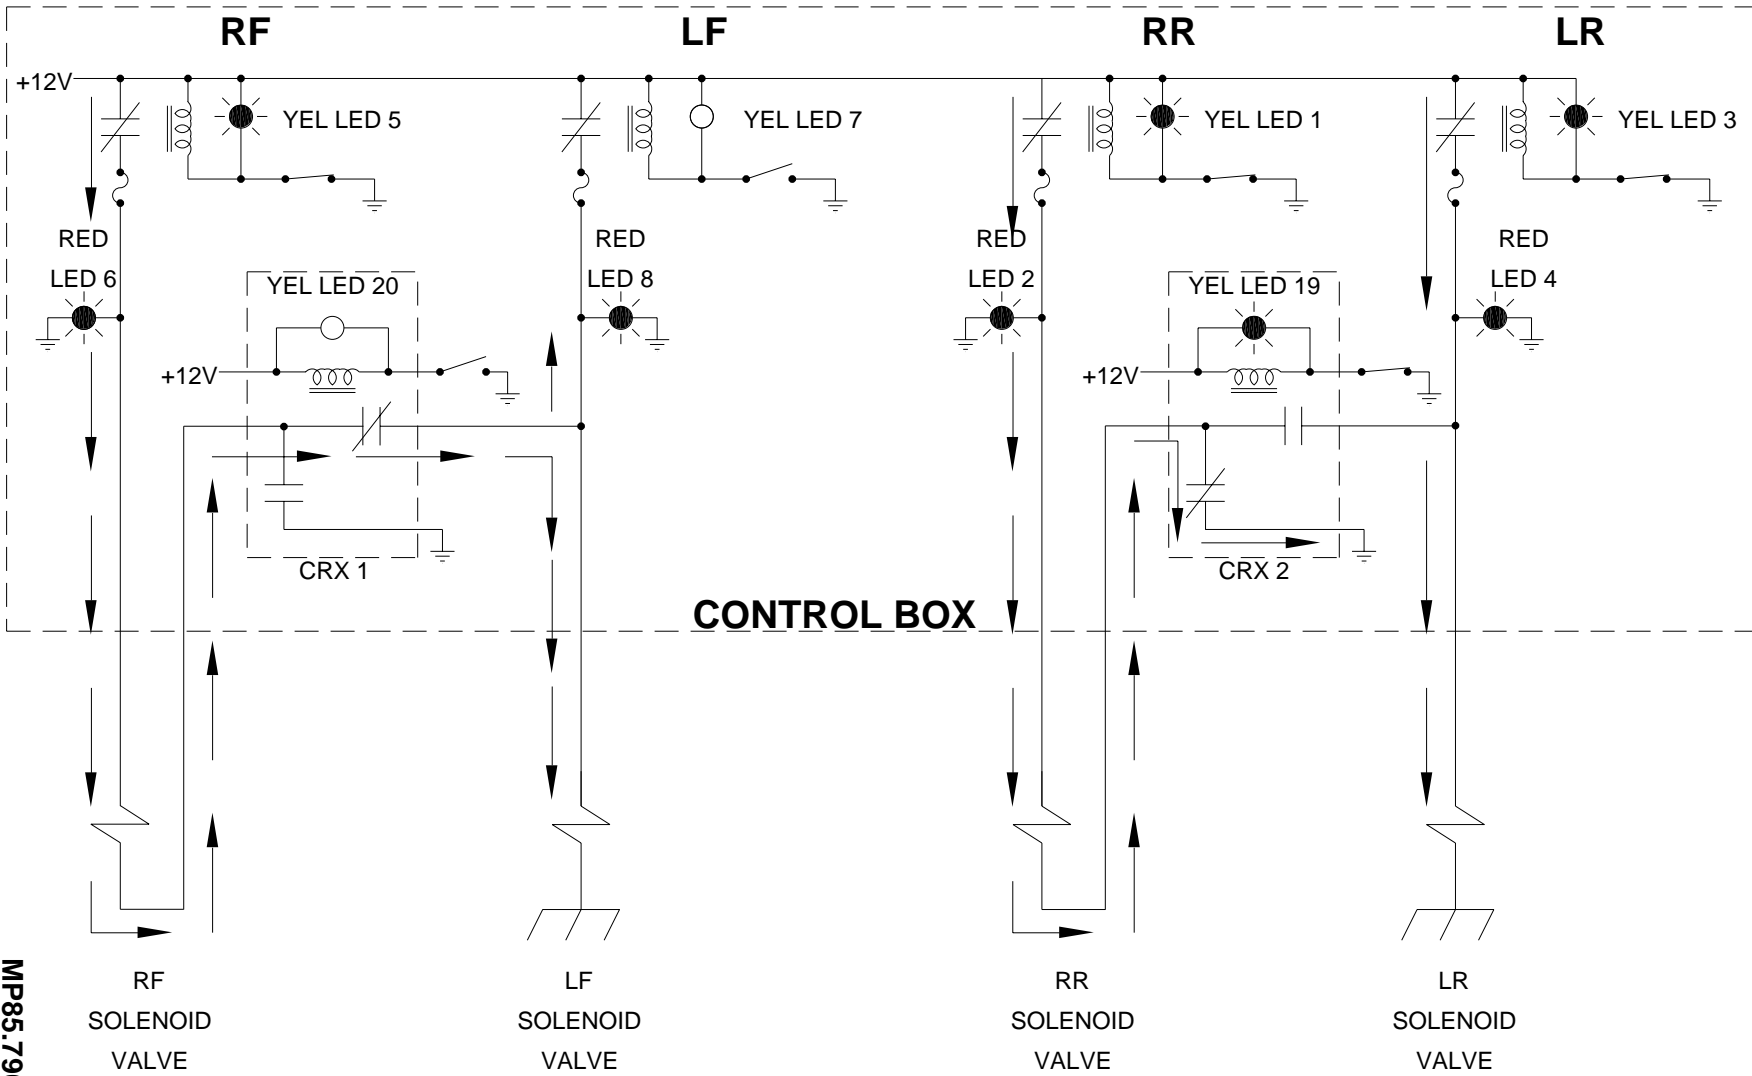 RF
LF
RR
LR
+12V
YEL LED 5
YEL LED 7
YEL LED 1
YEL LED 3
RED
LED 6
RED
LED 8
RED
LED 2
RED
LED 4
YEL LED 20
YEL LED 19
+12V
+12V
CRX 1
CRX 2
CONTROL BOX
RF
SOLENOID
VALVE
LF
SOLENOID
VALVE
RR
SOLENOID
VALVE
LR
SOLENOID
VALVE